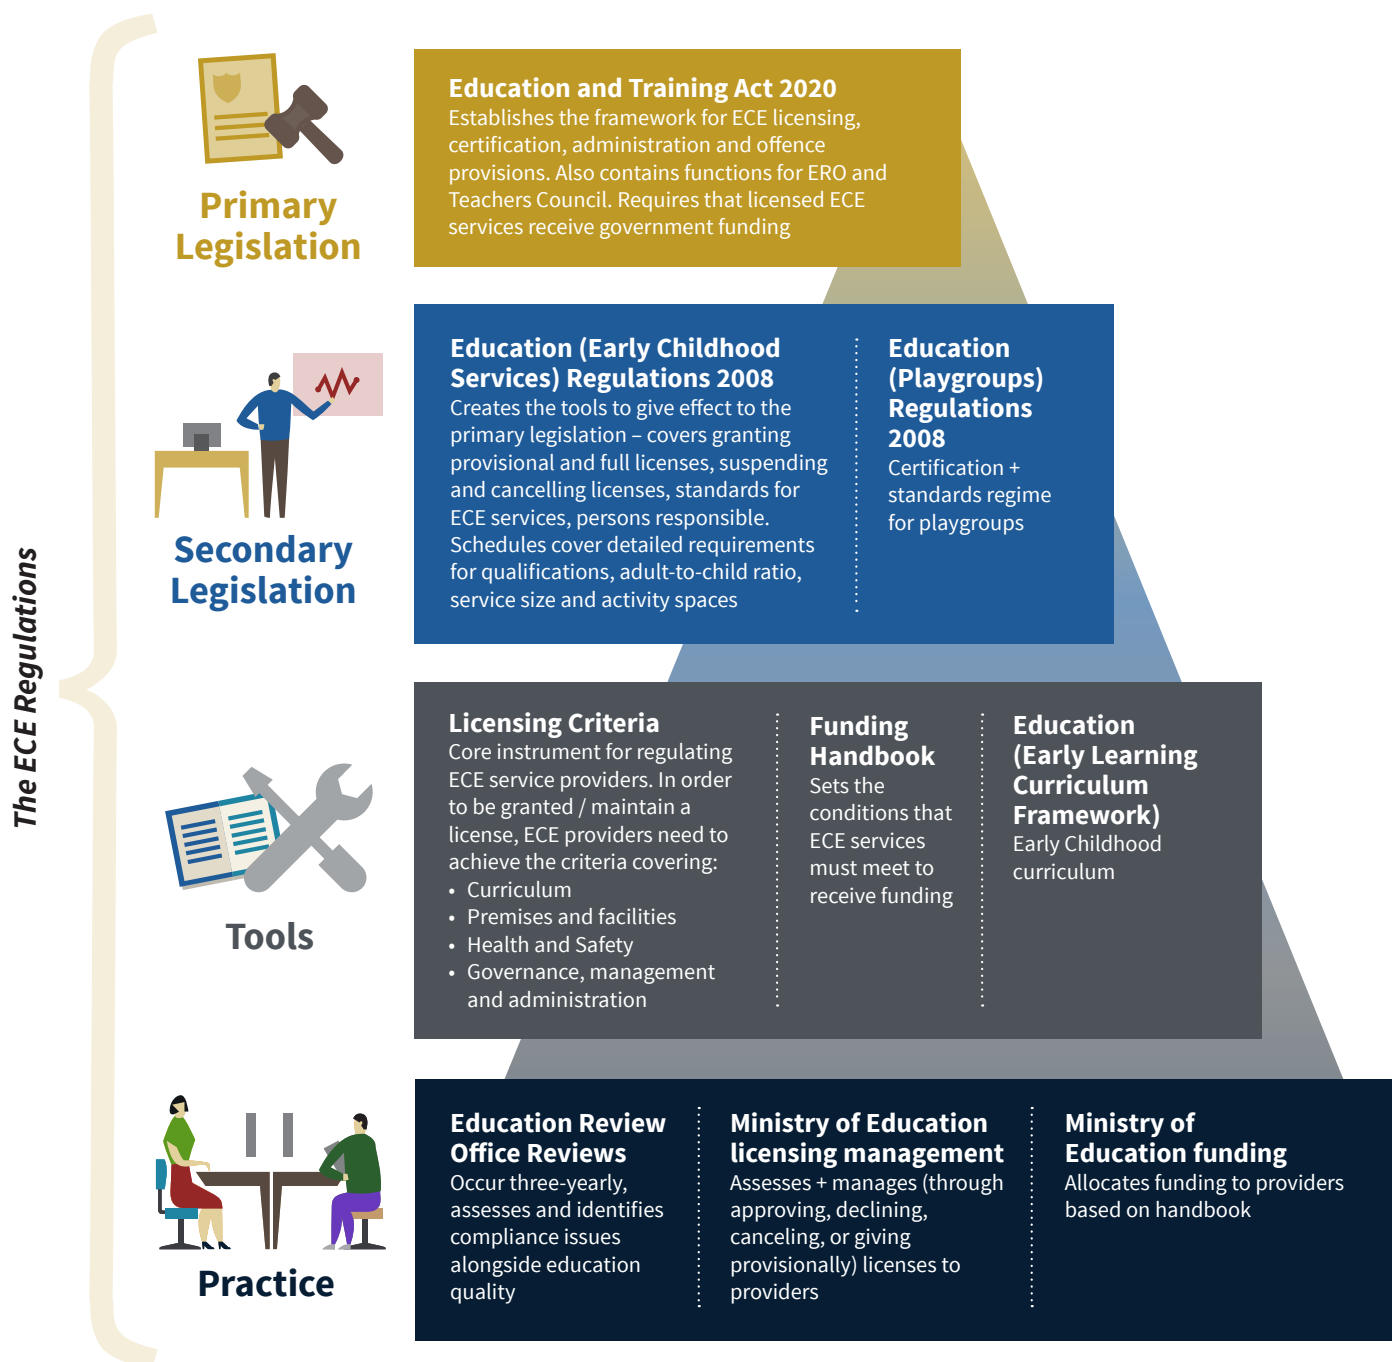 The ECE Regulations
Primary
Legislation
Education and Training Act 2020
Establishes the framework for ECE licensing,
certification, administration and offence
provisions. Also contains functions for ERO and
Teachers Council. Requires that licensed ECE
services receive government funding
Secondary
Legislation
Education (Early Childhood
Services) Regulations 2008
Creates the tools to give effect to the
primary legislation – covers granting
provisional and full licenses, suspending
and cancelling licenses, standards for
ECE services, persons responsible.
Schedules cover detailed requirements
for qualifications, adult-to-child ratio,
service size and activity spaces
Education
(Playgroups)
Regulations
2008
Certification +
standards regime
for playgroups
Tools
Licensing Criteria
Core instrument for regulating
ECE service providers. In order
to be granted / maintain a
license, ECE providers need to
achieve the criteria covering:
• Curriculum
• Premises and facilities
• Health and Safety
• Governance, management
and administration
Funding
Handbook
Sets the
conditions that
ECE services
must meet to
receive funding
Education
(Early Learning
Curriculum
Framework)
Early Childhood
curriculum
Practice
Education Review
Office Reviews
Occur three-yearly,
assesses and identifies
compliance issues
alongside education
quality
Ministry of Education
licensing management
Assesses + manages (through
approving, declining,
canceling, or giving
provisionally) licenses to
providers
Ministry of
Education funding
Allocates funding to providers
based on handbook